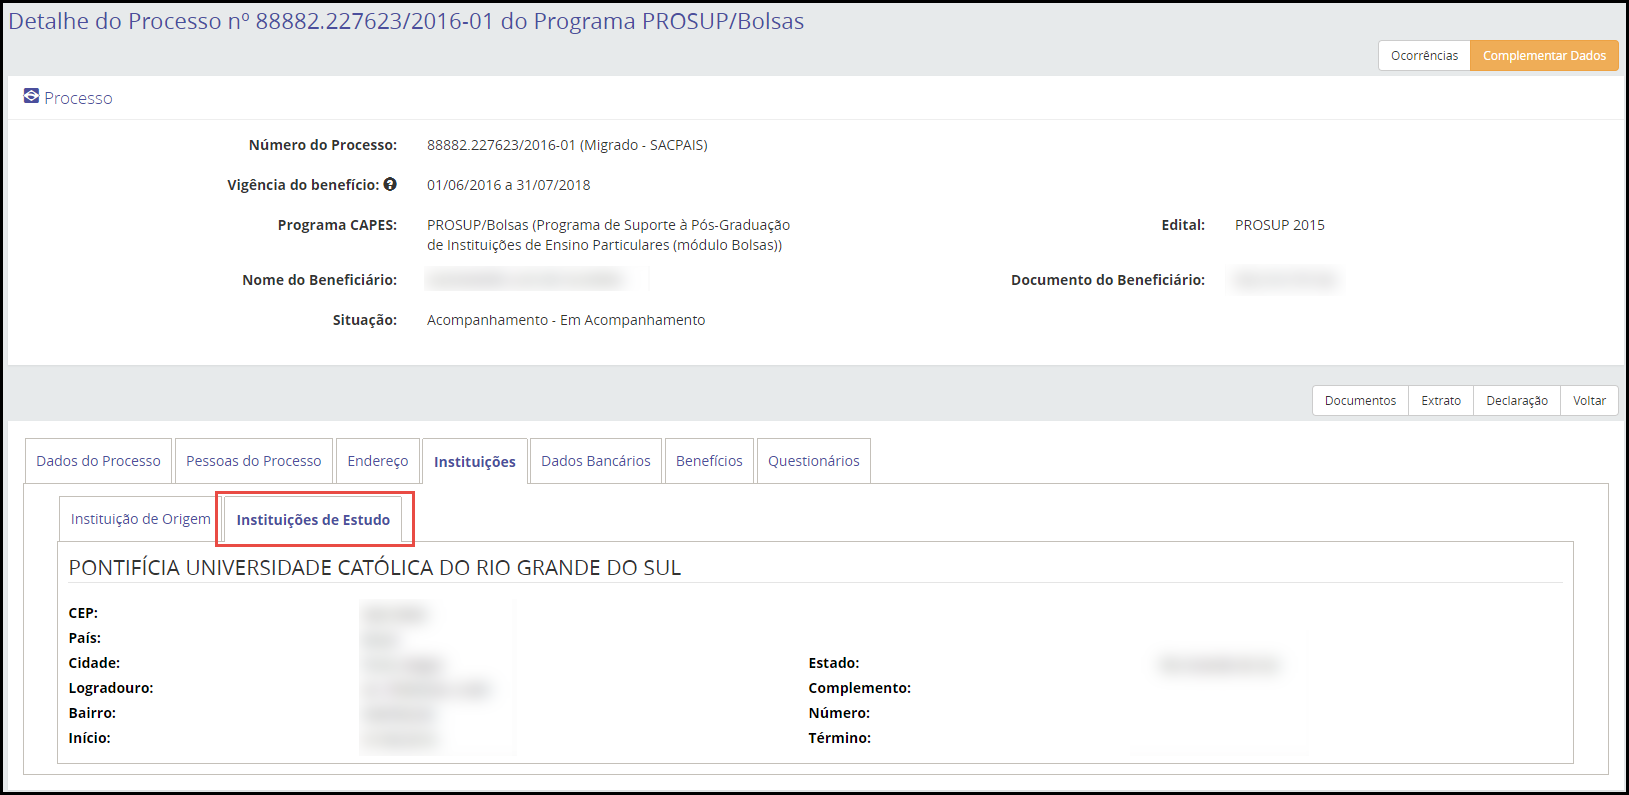 Detalhe do Processo nº 88882.227623/2016-01 do Programa PROSUP/Bolsas
Ocorrências Complementar Dados
Processo
Número do Processo: 88882.227623/2016-01 (Migrado - SACPAIS)
Vigência do benefício: 01/06/2016 a 31/07/2018
Programa CAPES: PROSUP/Bolsas (Programa de Suporte à Pós-Graduação Edital: PROSUP 2015
de Instituições de Ensino Particulares (módulo Bolsas))
Nome do Beneficiário: Documento do Beneficiário:
Situação: Acompanhamento - Em Acompanhamento
Documentos Extrato Declaração Voltar
Dados do Processo Pessoas do Processo Endereço Instituições Dados Bancários Benefícios Questionários
Instituição de Origem Instituições de Estudo
PONTIFÍCIA UNIVERSIDADE CATÓLICA DO RIO GRANDE DO SUL
CEP:
País:
Cidade: Estado:
Logradouro: Complemento:
Bairro: Número:
Início: Término: